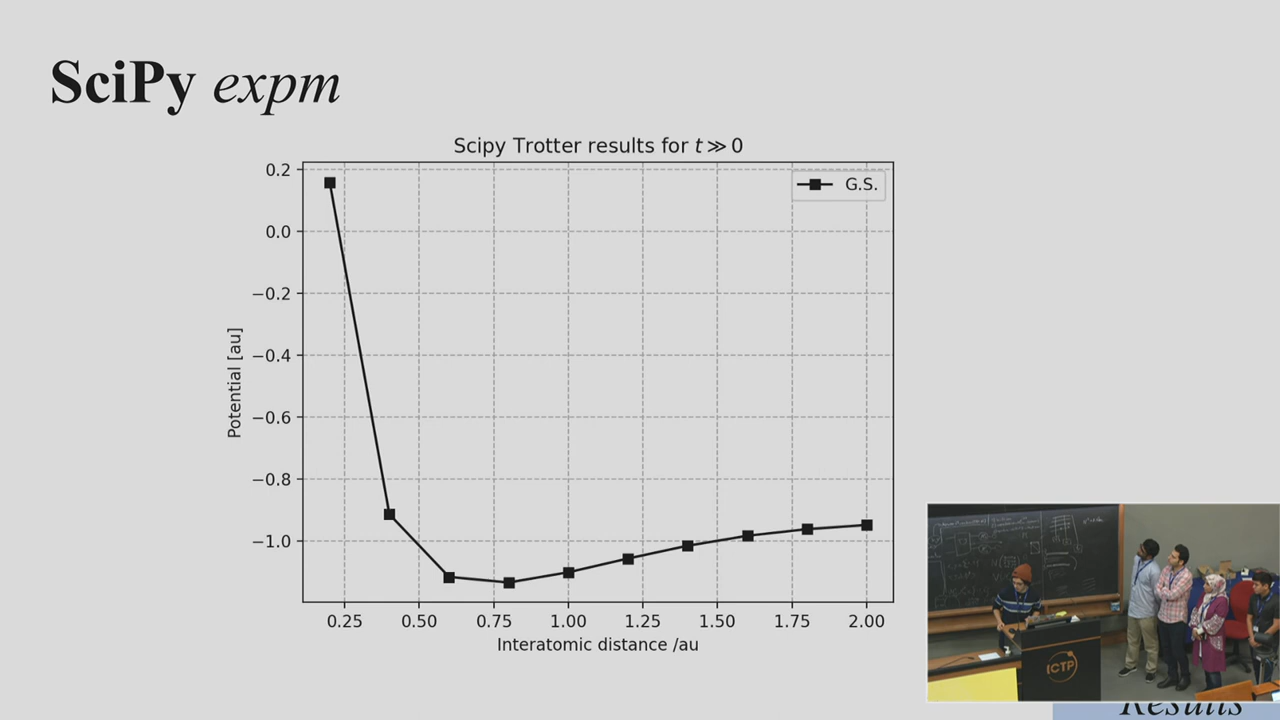 SciPy expm
Scipy Trotter results for t ≫ 0
G.S.
0.2
0.0
−0.2
−0.4
−0.6
−0.8
−1.0
Potential [au]
0.25 0.50 0.75 1.00 1.25 1.50 1.75 2.00
Interatomic distance /au
ICTP
Results